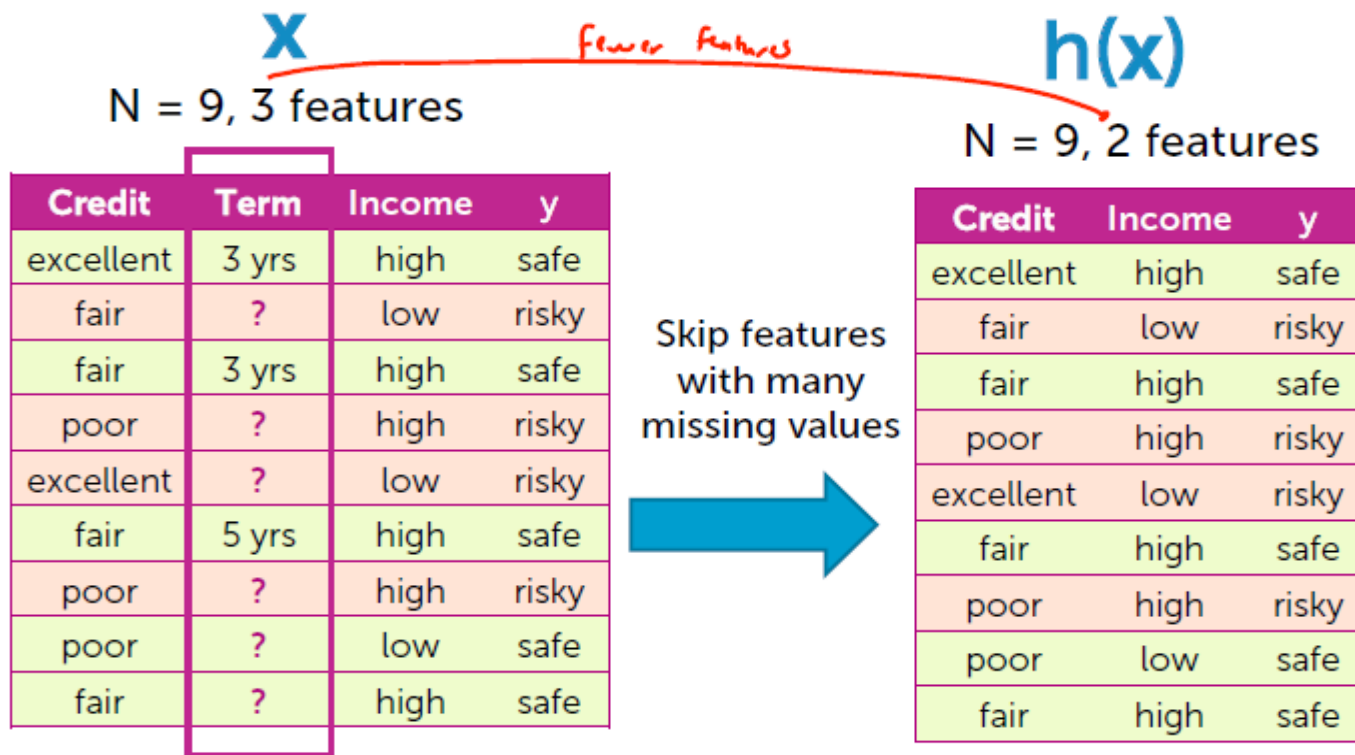 x
fewer features
h(x)
N = 9, 3 features
N = 9, 2 features
Credit Term Income y
excellent 3 yrs high safe
fair ? low risky
fair 3 yrs high safe
poor ? high risky
excellent ? low risky
fair 5 yrs high safe
poor ? high risky
poor ? low safe
fair ? high safe
Skip features
with many
missing values
Credit Income y
excellent high safe
fair low risky
fair high safe
poor high risky
excellent low risky
fair high safe
poor high risky
poor low safe
fair high safe